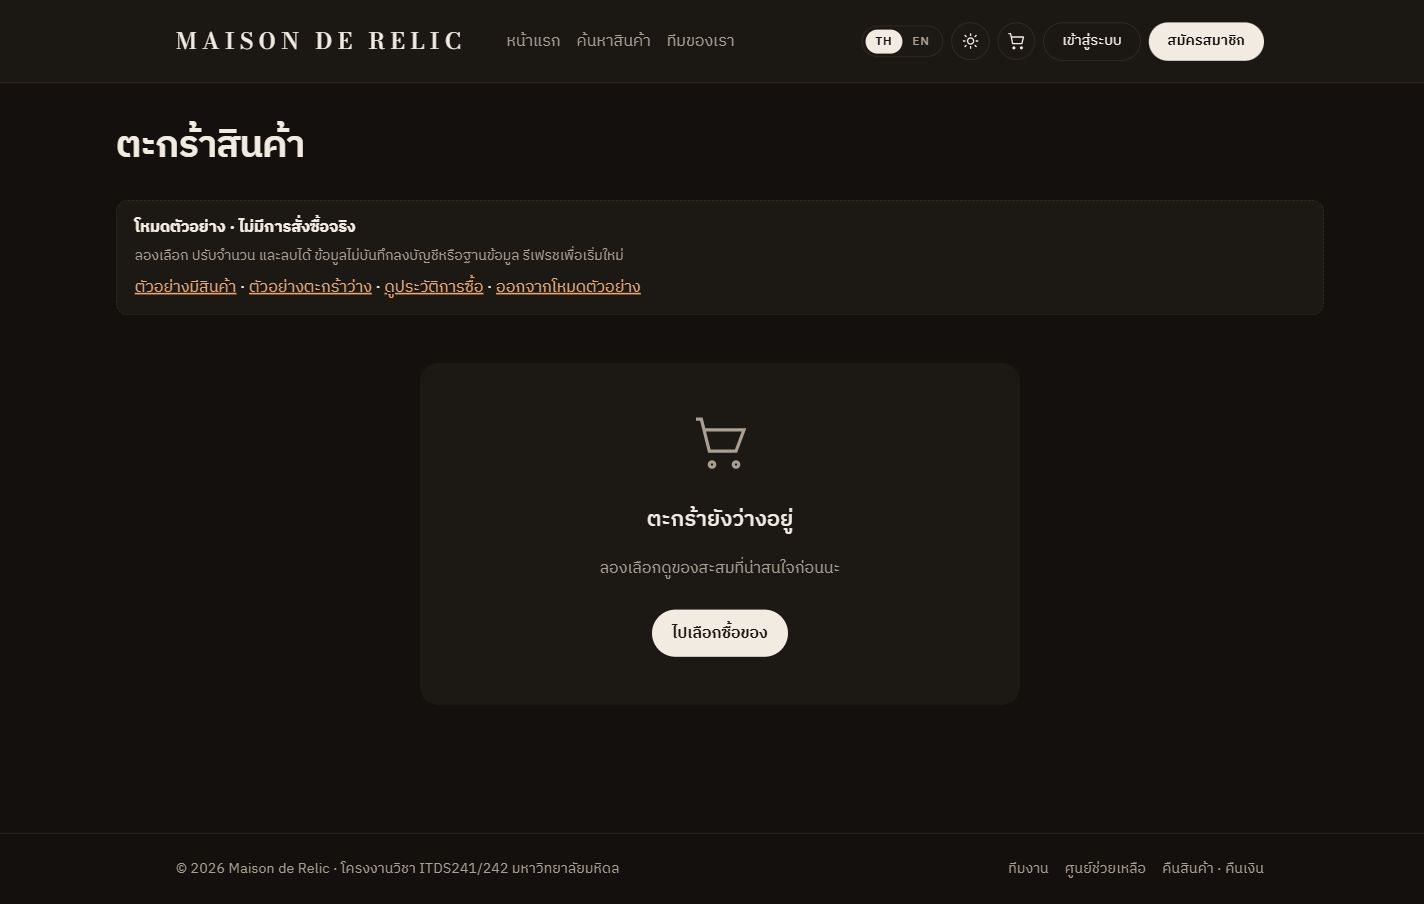 MAISON DE RELIC หน้าแรก ค้นหาสินค้า ทีมของเรา TH EN เข้าสู่ระบบ สมัครสมาชิก
ตะกร้าสินค้า
โหมดตัวอย่าง · ไม่มีการสั่งซื้อจริง
ลองเลือก ปรับจำนวน และลบได้ ข้อมูลไม่บันทึกลงบัญชีหรือฐานข้อมูล รีเฟรชเพื่อเริ่มใหม่
ตัวอย่างมีสินค้า · ตัวอย่างตะกร้าว่าง · ดูประวัติการซื้อ · ออกจากโหมดตัวอย่าง
ตะกร้ายังว่างอยู่
ลองเลือกดูของสะสมที่น่าสนใจก่อนนะ
ไปเลือกซื้อของ
© 2026 Maison de Relic · โครงงานวิชา ITDS241/242 มหาวิทยาลัยมหิดล ทีมงาน ศูนย์ช่วยเหลือ คืนสินค้า · คืนเงิน